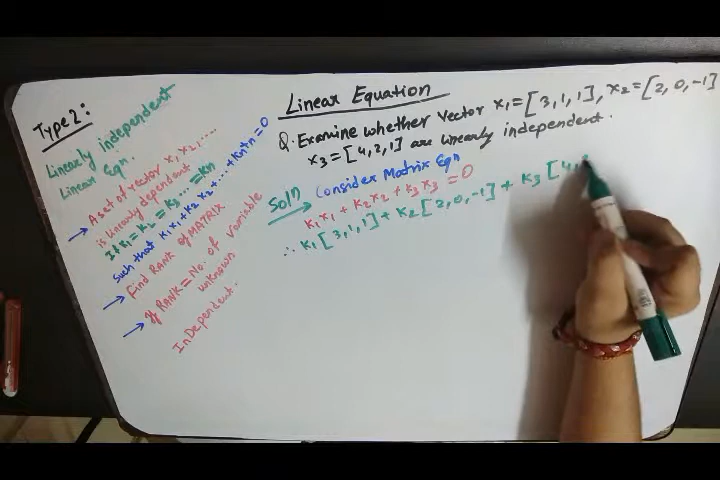 Type 2:
Linearly independent
Linear Eqn.
→ A set of vector x₁ x₂, ....
is linearly dependent
If k₁ = k₂ = k₃ ... = kn
such that k₁x₁ + k₂x₂ + ... + knxn = 0
→ Find RANK of MATRIX
→ If RANK = No. of variable
unknown
InDependent.
Linear Equation
Q. Examine whether vector x₁ = [3, 1, 1], x₂ = [2, 0, -1]
x₃ = [4, 2, 1] are linearly independent.
Solⁿ Consider Matrix Eqn
k₁x₁ + k₂x₂ + k₃x₃ = 0
∴ k₁[3, 1, 1] + k₂[2, 0, -1] + k₃[4,